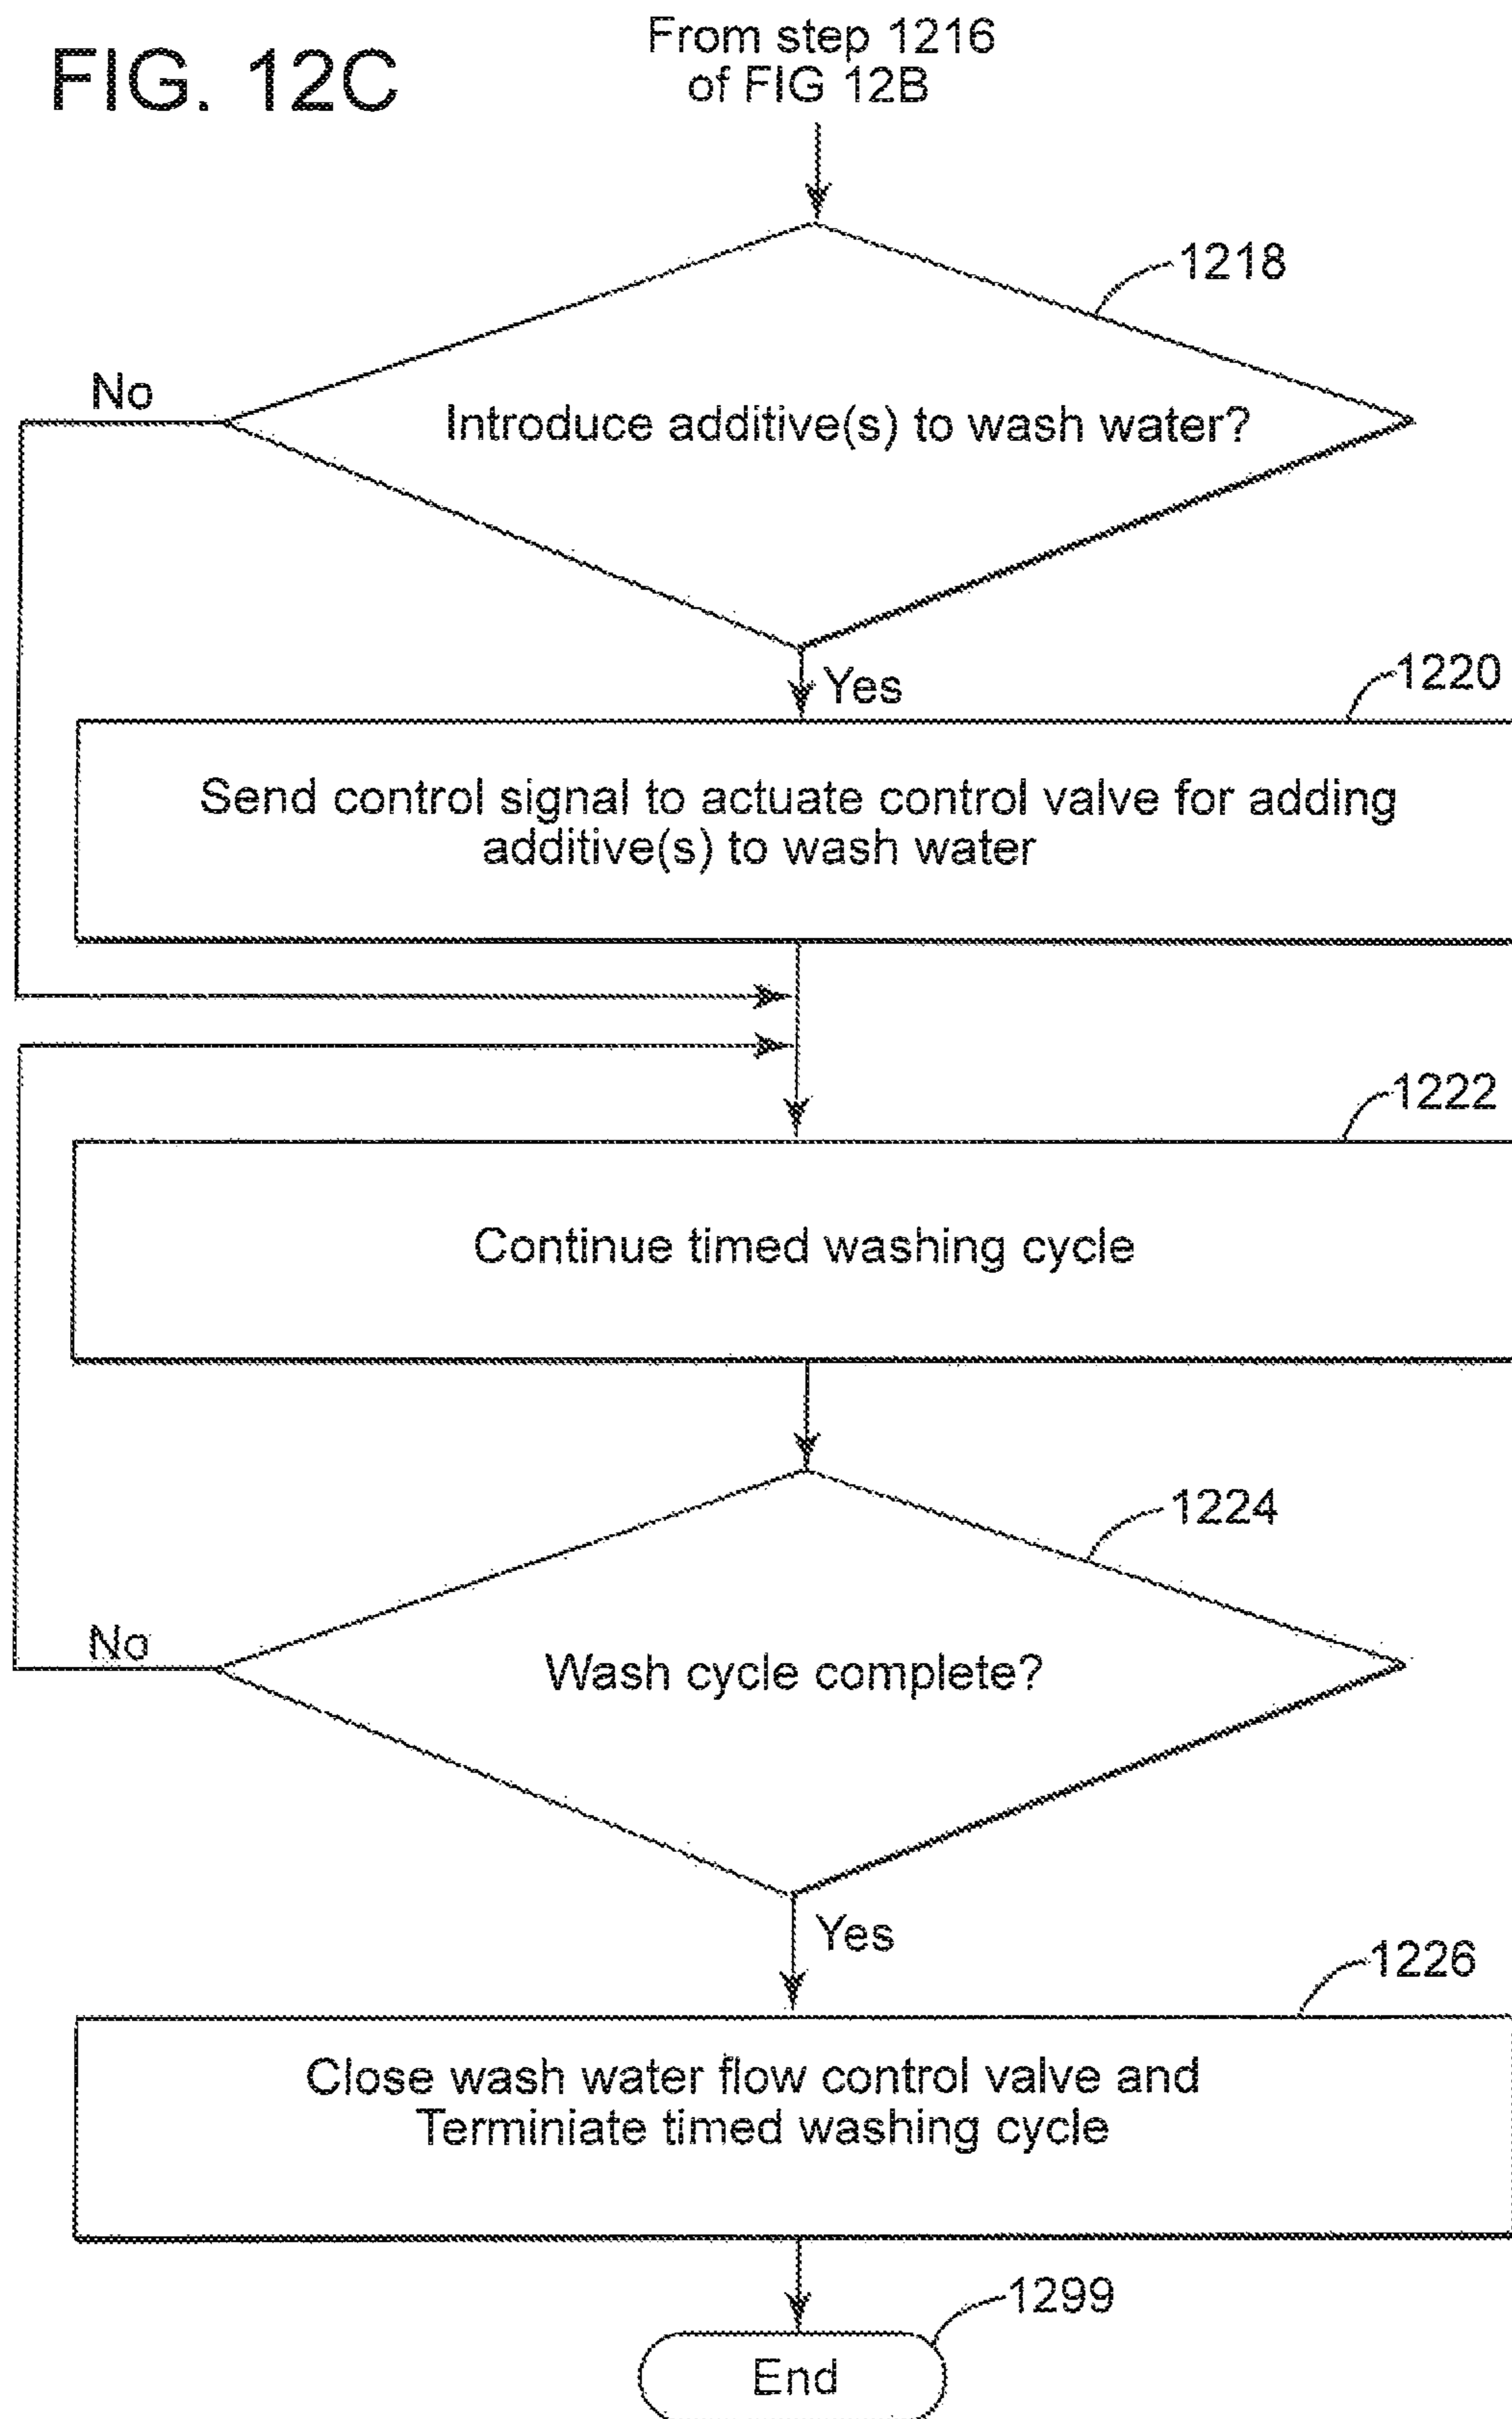 FIG. 12C
From step 1216
of FIG 12B
1218
No
Introduce additive(s) to wash water?
Yes
1220
Send control signal to actuate control valve for adding
additive(s) to wash water
1222
Continue timed washing cycle
1224
No
Wash cycle complete?
Yes
1226
Close wash water flow control valve and
Terminiate timed washing cycle
1299
End